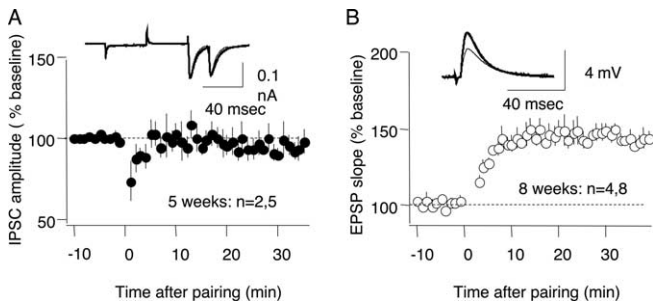 A
IPSC amplitude ( % baseline)
150
100
50
0.1
nA
40 msec
5 weeks: n=2,5
-10 0 10 20 30
Time after pairing (min)
B
EPSP slope (% baseline)
200
150
100
4 mV
40 msec
8 weeks: n=4,8
-10 0 10 20 30
Time after pairing (min)